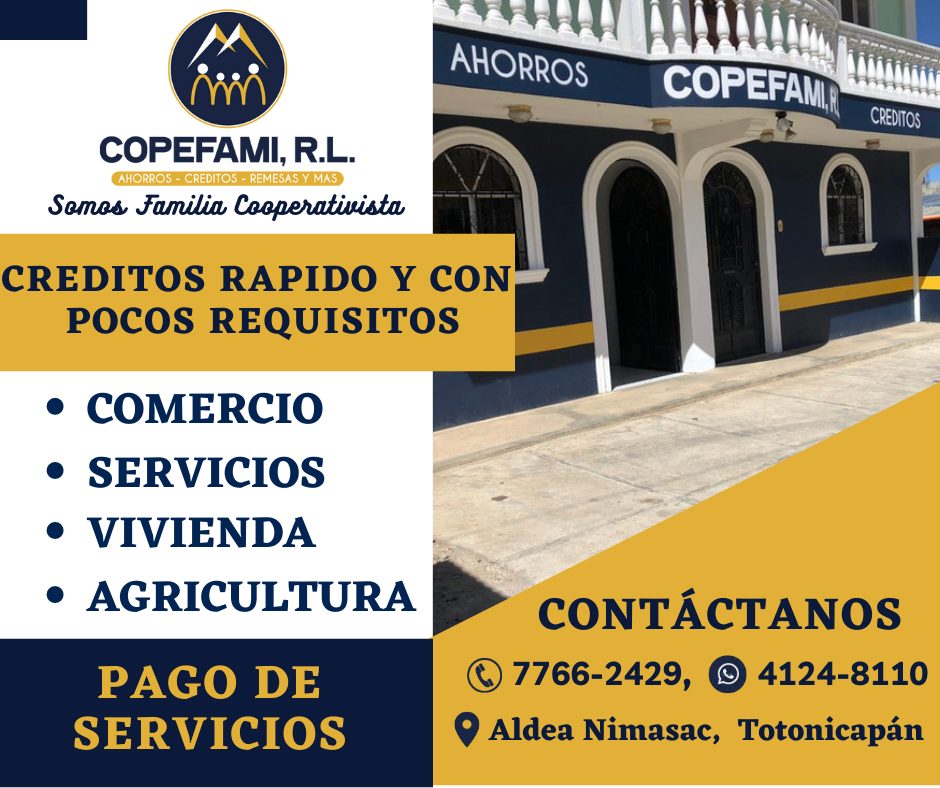 COPEFAMI, R.L.
AHORROS - CREDITOS - REMESAS Y MAS
Somos Familia Cooperativista
CREDITOS RAPIDO Y CON
POCOS REQUISITOS
• COMERCIO
• SERVICIOS
• VIVIENDA
• AGRICULTURA
PAGO DE
SERVICIOS
AHORROS
COPEFAMI, R.L.
CREDITOS
CONTÁCTANOS
7766-2429, 4124-8110
Aldea Nimasac, Totonicapán